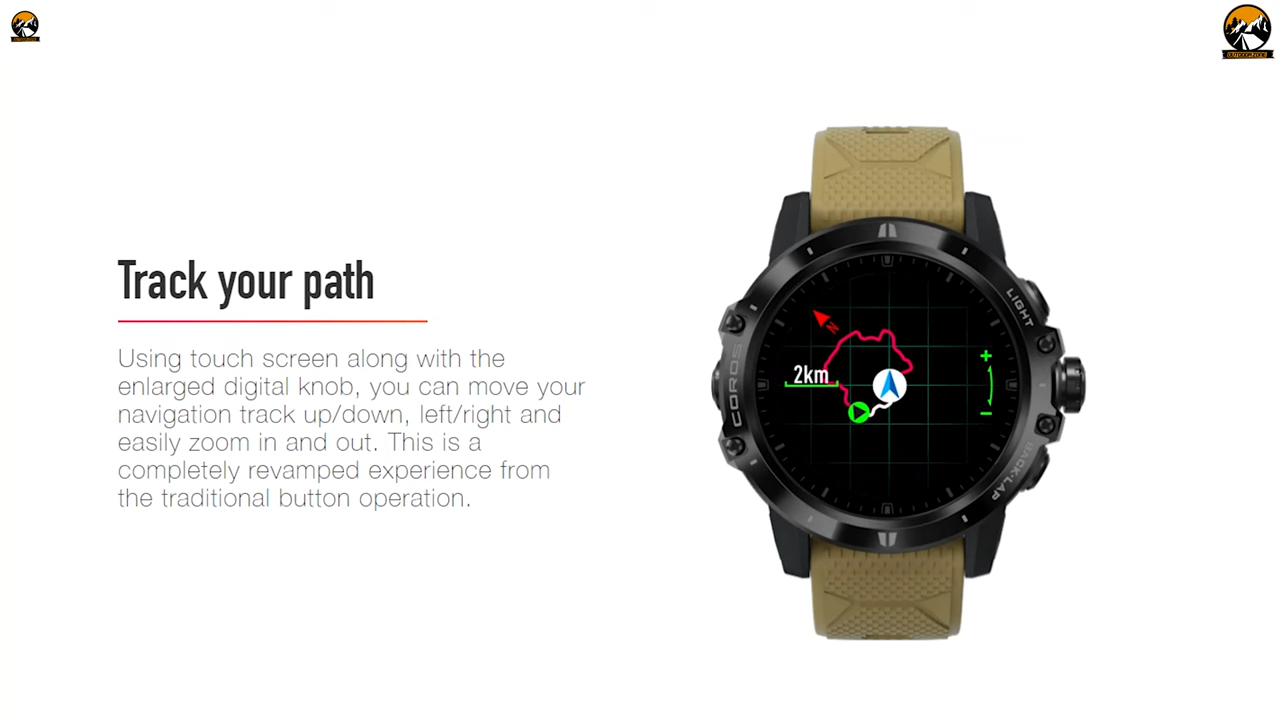 OUTDOOR ZONE
Track your path
Using touch screen along with the
enlarged digital knob, you can move your
navigation track up/down, left/right and
easily zoom in and out. This is a
completely revamped experience from
the traditional button operation.
LIGHT
N
2km
+
-
COROS
BACK•LAP